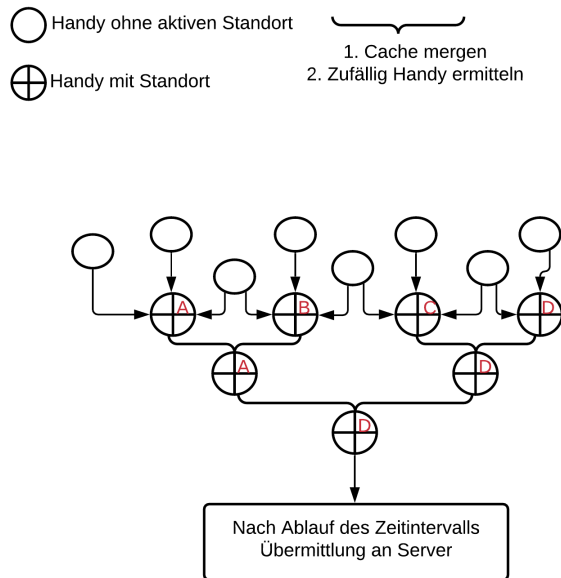 Handy ohne aktiven Standort
Handy mit Standort
1. Cache mergen
2. Zufällig Handy ermitteln
A
B
C
D
A
D
D
Nach Ablauf des Zeitintervalls
Übermittlung an Server